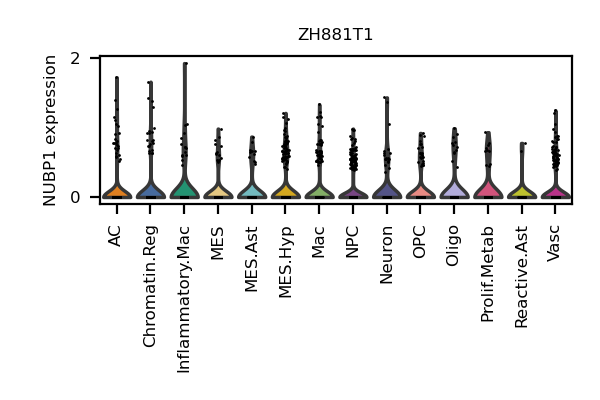 ZH881T1
NUBP1 expression
2
0
AC
Chromatin.Reg
Inflammatory.Mac
MES
MES.Ast
MES.Hyp
Mac
NPC
Neuron
OPC
Oligo
Prolif.Metab
Reactive.Ast
Vasc